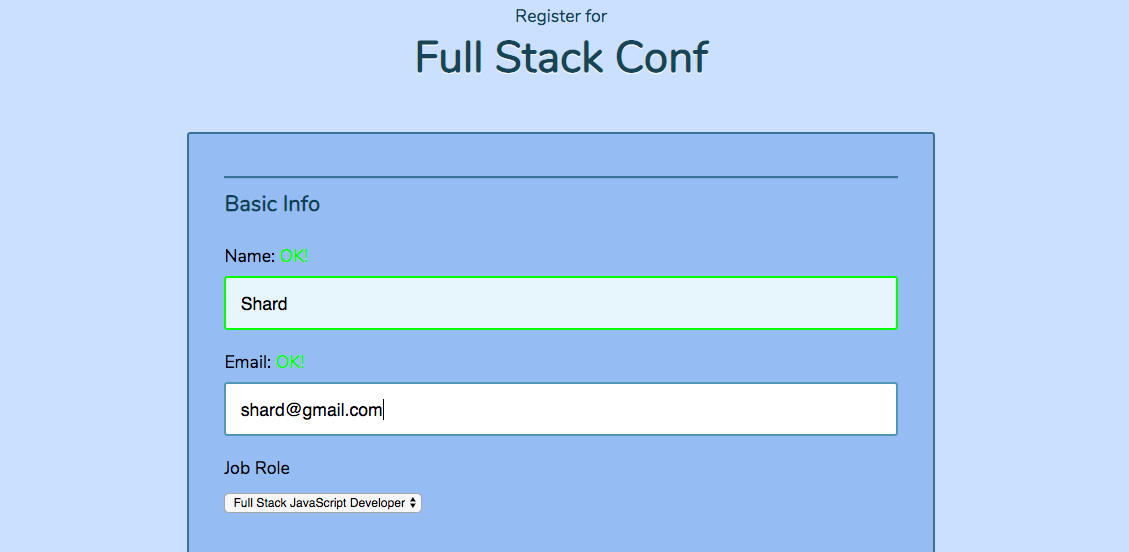 Register for
Full Stack Conf
Basic Info
Name: OK!
Shard
Email: OK!
shard@gmail.com
Job Role
Full Stack JavaScript Developer